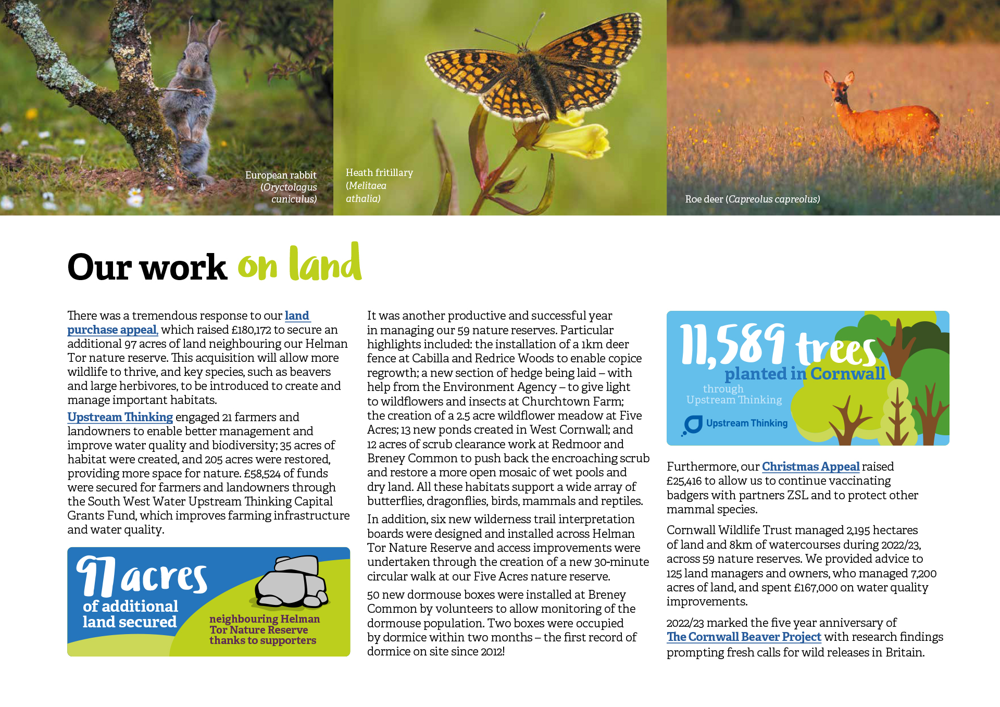 European rabbit
(Oryctolagus
cuniculus)
Heath fritillary
(Melitaea
athalia)
Roe deer (Capreolus capreolus)
Our work on land
There was a tremendous response to our land
purchase appeal, which raised £180,172 to secure an
additional 97 acres of land neighbouring our Helman
Tor nature reserve. This acquisition will allow more
wildlife to thrive, and key species, such as beavers
and large herbivores, to be introduced to create and
manage important habitats.
Upstream Thinking engaged 21 farmers and
landowners to enable better management and
improve water quality and biodiversity; 35 acres of
habitat were created, and 205 acres were restored,
providing more space for nature. £58,524 of funds
were secured for farmers and landowners through
the South West Water Upstream Thinking Capital
Grants Fund, which improves farming infrastructure
and water quality.
97 acres
of additional
land secured
neighbouring Helman
Tor Nature Reserve
thanks to supporters
It was another productive and successful year
in managing our 59 nature reserves. Particular
highlights included: the installation of a 1km deer
fence at Cabilla and Redrice Woods to enable copice
regrowth; a new section of hedge being laid – with
help from the Environment Agency – to give light
to wildflowers and insects at Churchtown Farm;
the creation of a 2.5 acre wildflower meadow at Five
Acres; 13 new ponds created in West Cornwall; and
12 acres of scrub clearance work at Redmoor and
Breney Common to push back the encroaching scrub
and restore a more open mosaic of wet pools and
dry land. All these habitats support a wide array of
butterflies, dragonflies, birds, mammals and reptiles.
In addition, six new wilderness trail interpretation
boards were designed and installed across Helman
Tor Nature Reserve and access improvements were
undertaken through the creation of a new 30-minute
circular walk at our Five Acres nature reserve.
50 new dormouse boxes were installed at Breney
Common by volunteers to allow monitoring of the
dormouse population. Two boxes were occupied
by dormice within two months – the first record of
dormice on site since 2012!
11,589 trees
planted in Cornwall
through
Upstream Thinking
Upstream Thinking
Furthermore, our Christmas Appeal raised
£25,416 to allow us to continue vaccinating
badgers with partners ZSL and to protect other
mammal species.
Cornwall Wildlife Trust managed 2,195 hectares
of land and 8km of watercourses during 2022/23,
across 59 nature reserves. We provided advice to
125 land managers and owners, who managed 7,200
acres of land, and spent £167,000 on water quality
improvements.
2022/23 marked the five year anniversary of
The Cornwall Beaver Project with research findings
prompting fresh calls for wild releases in Britain.